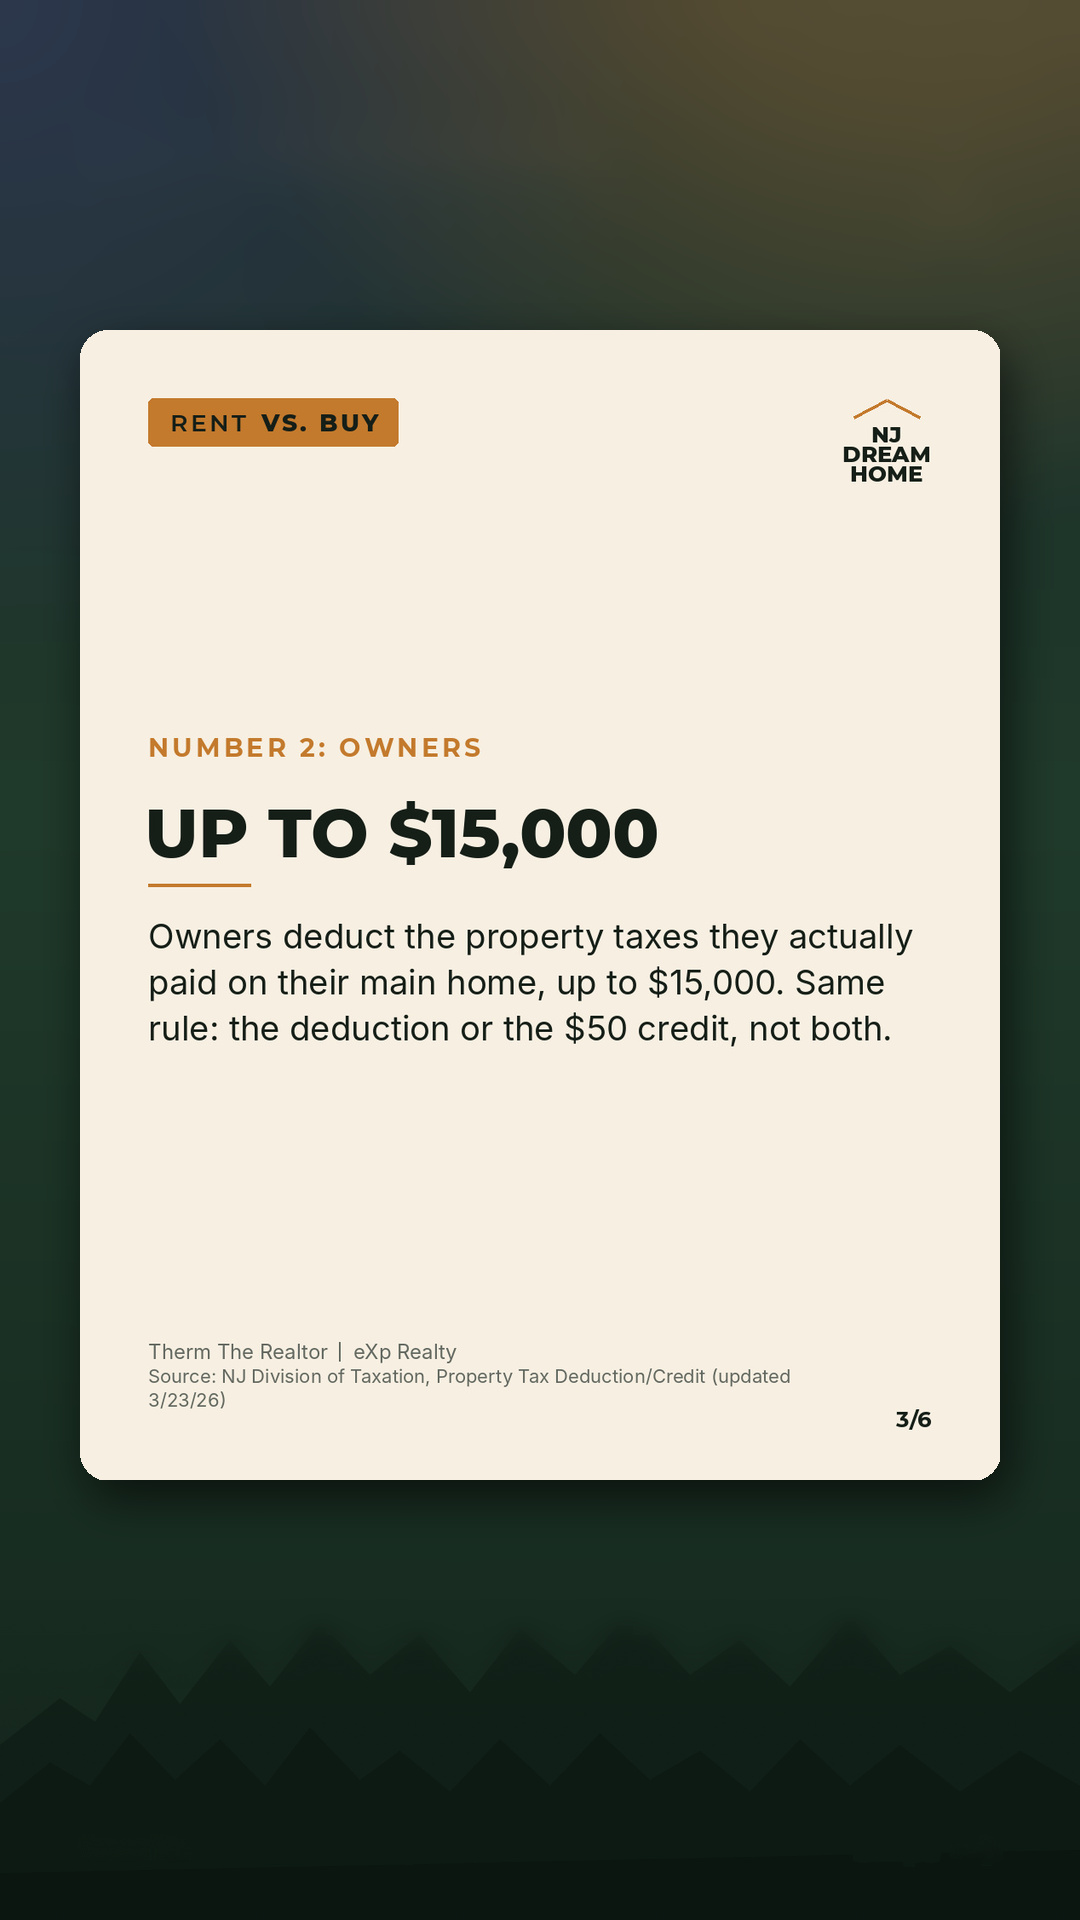 RENT VS. BUY
NJ
DREAM
HOME
NUMBER 2: OWNERS
UP TO $15,000
Owners deduct the property taxes they actually
paid on their main home, up to $15,000. Same
rule: the deduction or the $50 credit, not both.
Therm The Realtor | eXp Realty
Source: NJ Division of Taxation, Property Tax Deduction/Credit (updated
3/23/26)
3/6